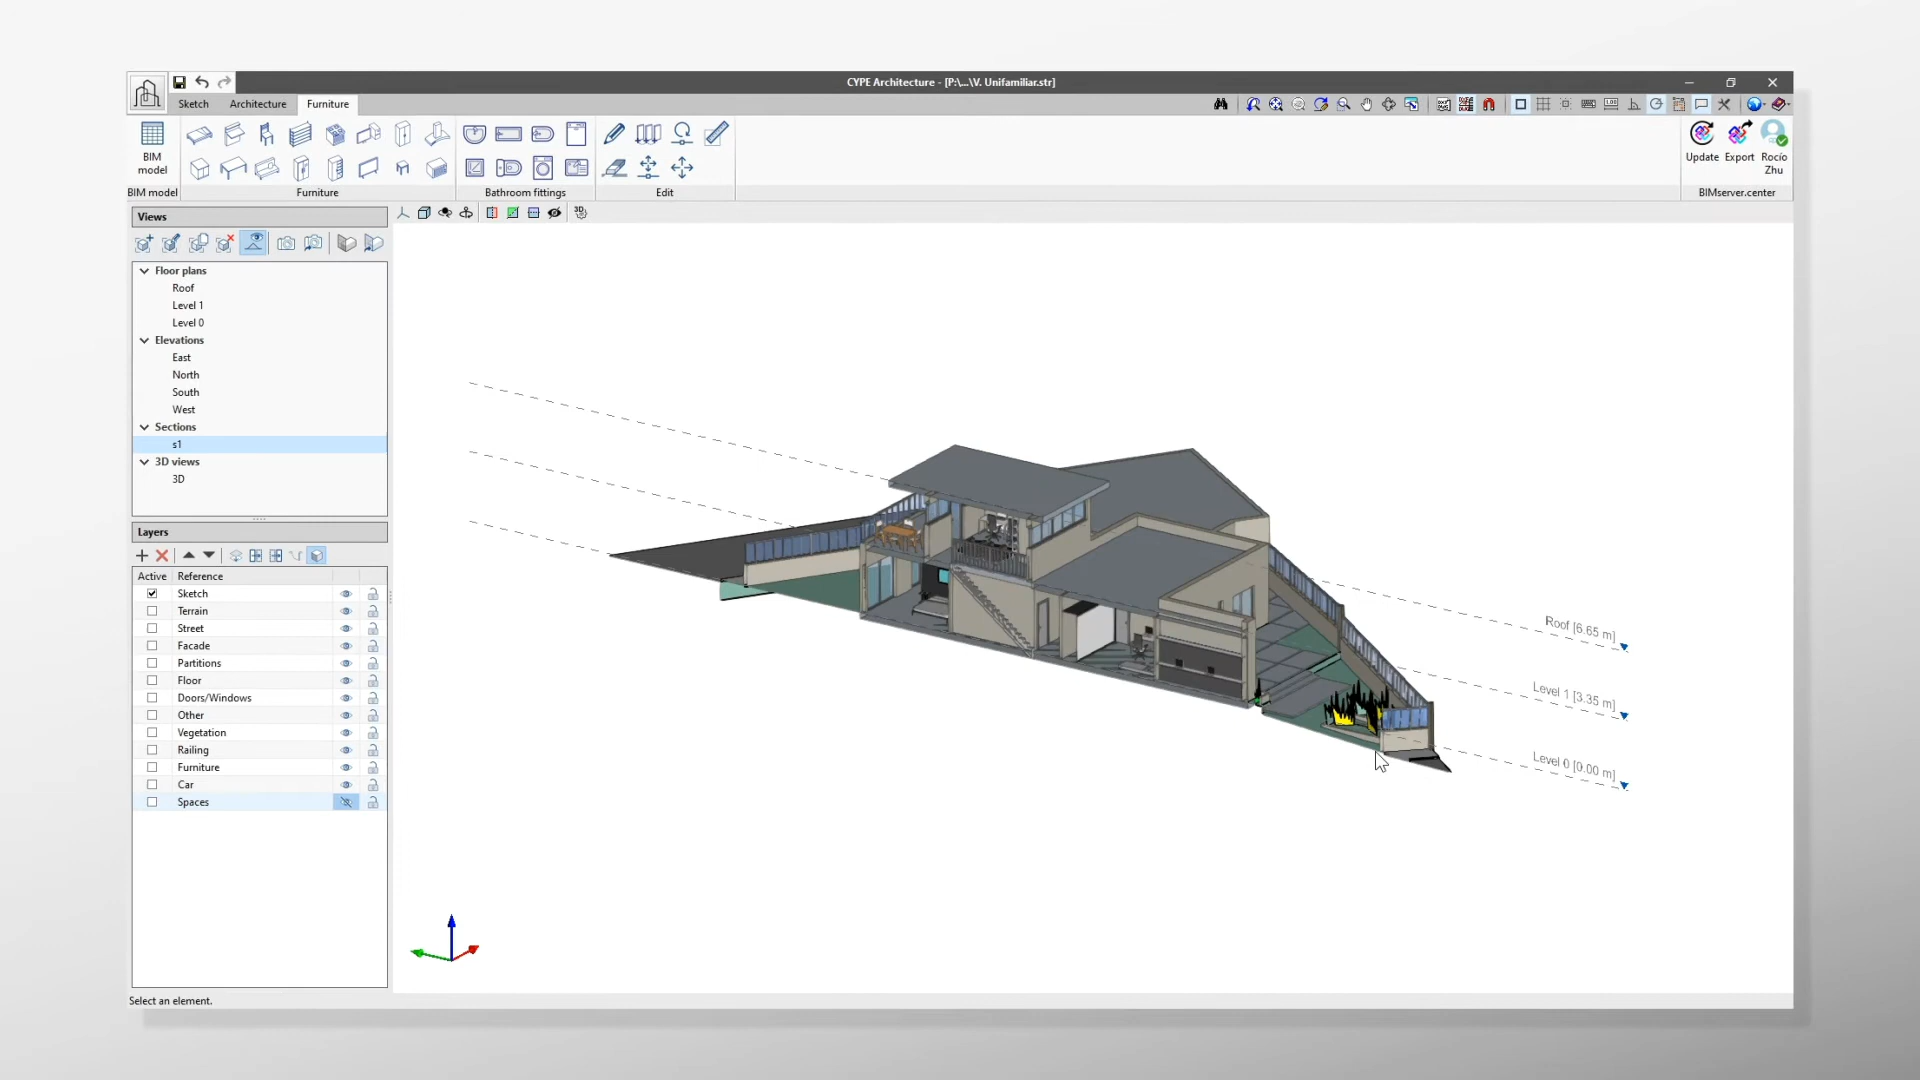 CYPE Architecture - [P:\...\V. Unifamiliar.str]
Sketch
Architecture
Furniture
BIM
model
Update
Export
Rocío
Zhu
BIM model
Furniture
Bathroom fittings
Edit
BIMserver.center
Views
3D
Floor plans
Roof
Level 1
Level 0
Elevations
East
North
South
West
Sections
s1
3D views
3D
Layers
Active
Reference
Sketch
Terrain
Street
Facade
Partitions
Floor
Doors/Windows
Other
Vegetation
Railing
Furniture
Car
Spaces
Roof [6.65 m]
Level 1 [3.35 m]
Level 0 [0.00 m]
Select an element.